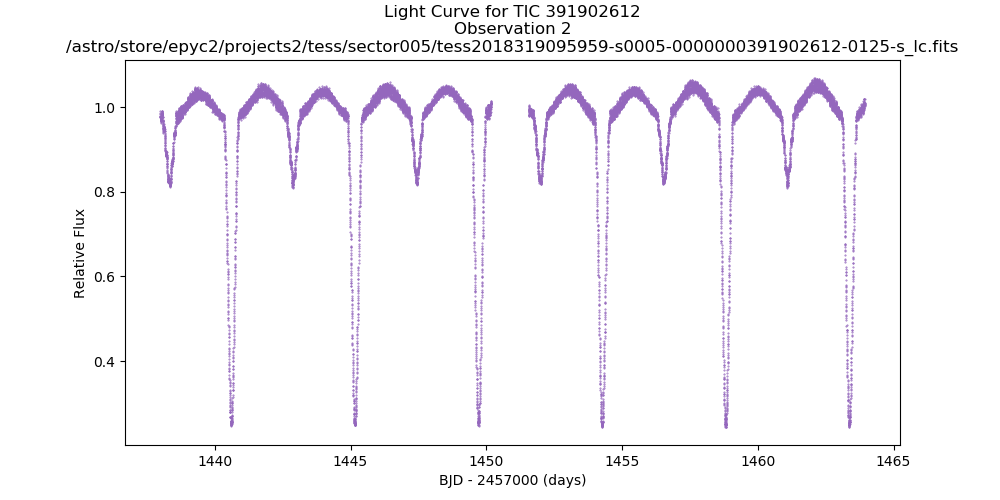 Light Curve for TIC 391902612
Observation 2
/astro/store/epyc2/projects2/tess/sector005/tess2018319095959-s0005-0000000391902612-0125-s_lc.fits
1.0
0.8
0.6
0.4
Relative Flux
1440
1445
1450
1455
1460
1465
BJD - 2457000 (days)